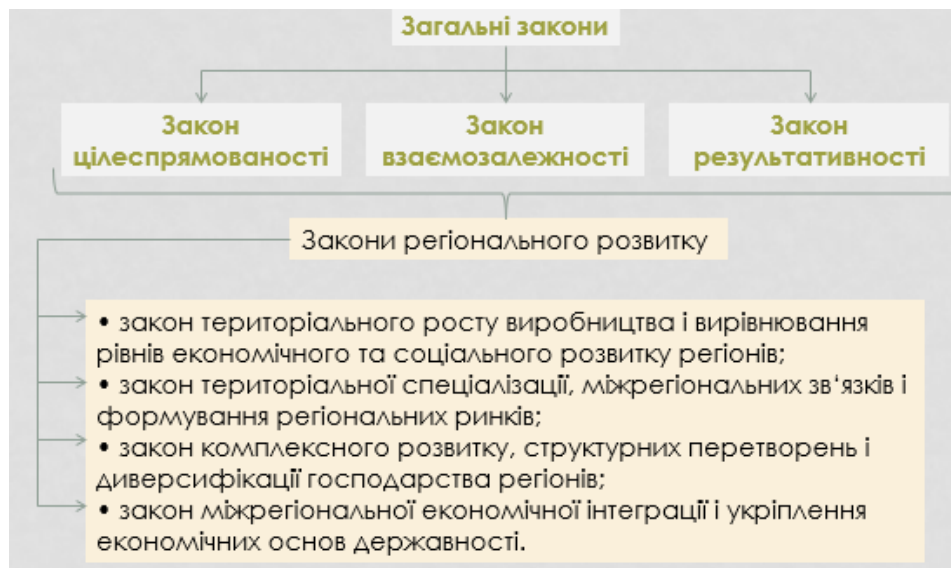 Загальні закони
Закон
цілеспрямованості
Закон
взаємозалежності
Закон
результативності
Закони регіонального розвитку
• закон територіального росту виробництва і вирівнювання
рівнів економічного та соціального розвитку регіонів;
• закон територіальної спеціалізації, міжрегіональних зв‘язків і
формування регіональних ринків;
• закон комплексного розвитку, структурних перетворень і
диверсифікації господарства регіонів;
• закон міжрегіональної економічної інтеграції і укріплення
економічних основ державності.